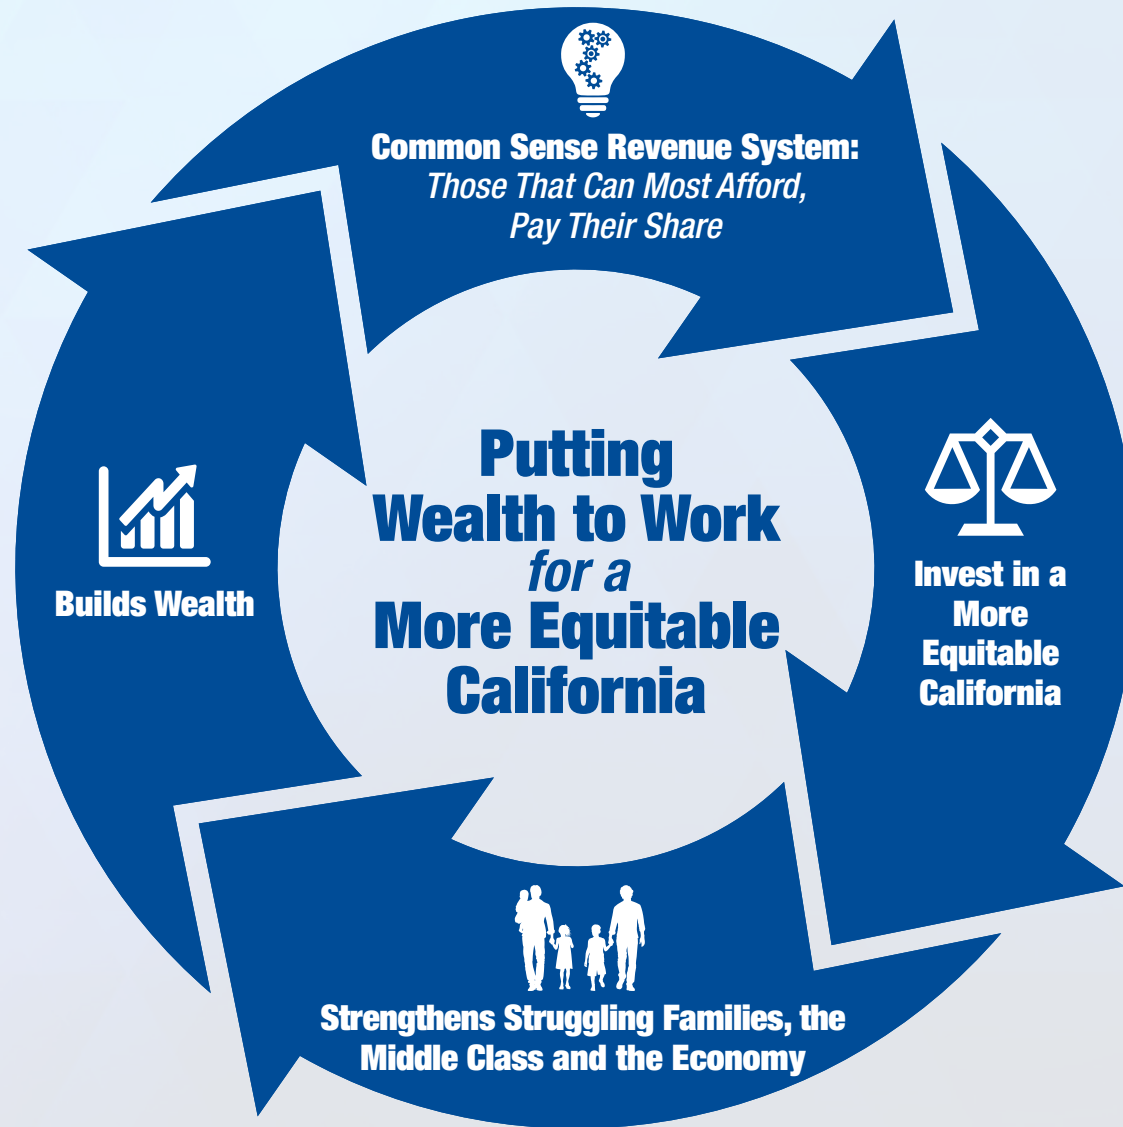 Common Sense Revenue System:
Those That Can Most Afford,
Pay Their Share
Putting
Wealth to Work
for a
More Equitable
California
Invest in a
More
Equitable
California
Strengthens Struggling Families, the
Middle Class and the Economy
Builds Wealth